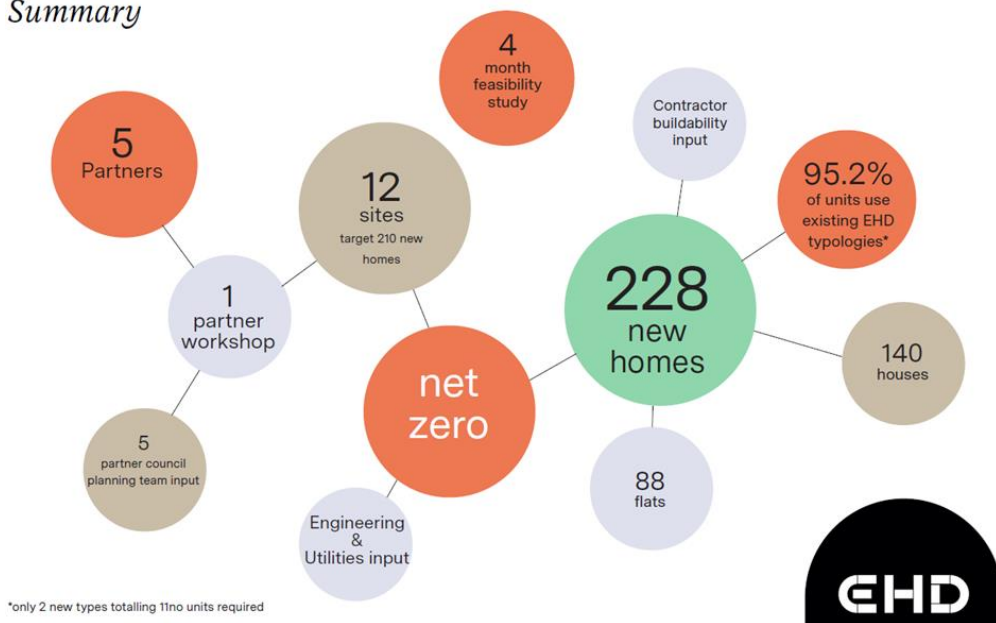 Summary
4
month
feasibility
study
5
Partners
12
sites
target 210 new
homes
Contractor
buildability
input
95.2%
of units use
existing EHD
typologies*
1
partner
workshop
228
new
homes
140
houses
net
zero
5
partner council
planning team input
88
flats
Engineering
&
Utilities input
*only 2 new types totalling 11no units required
EHD